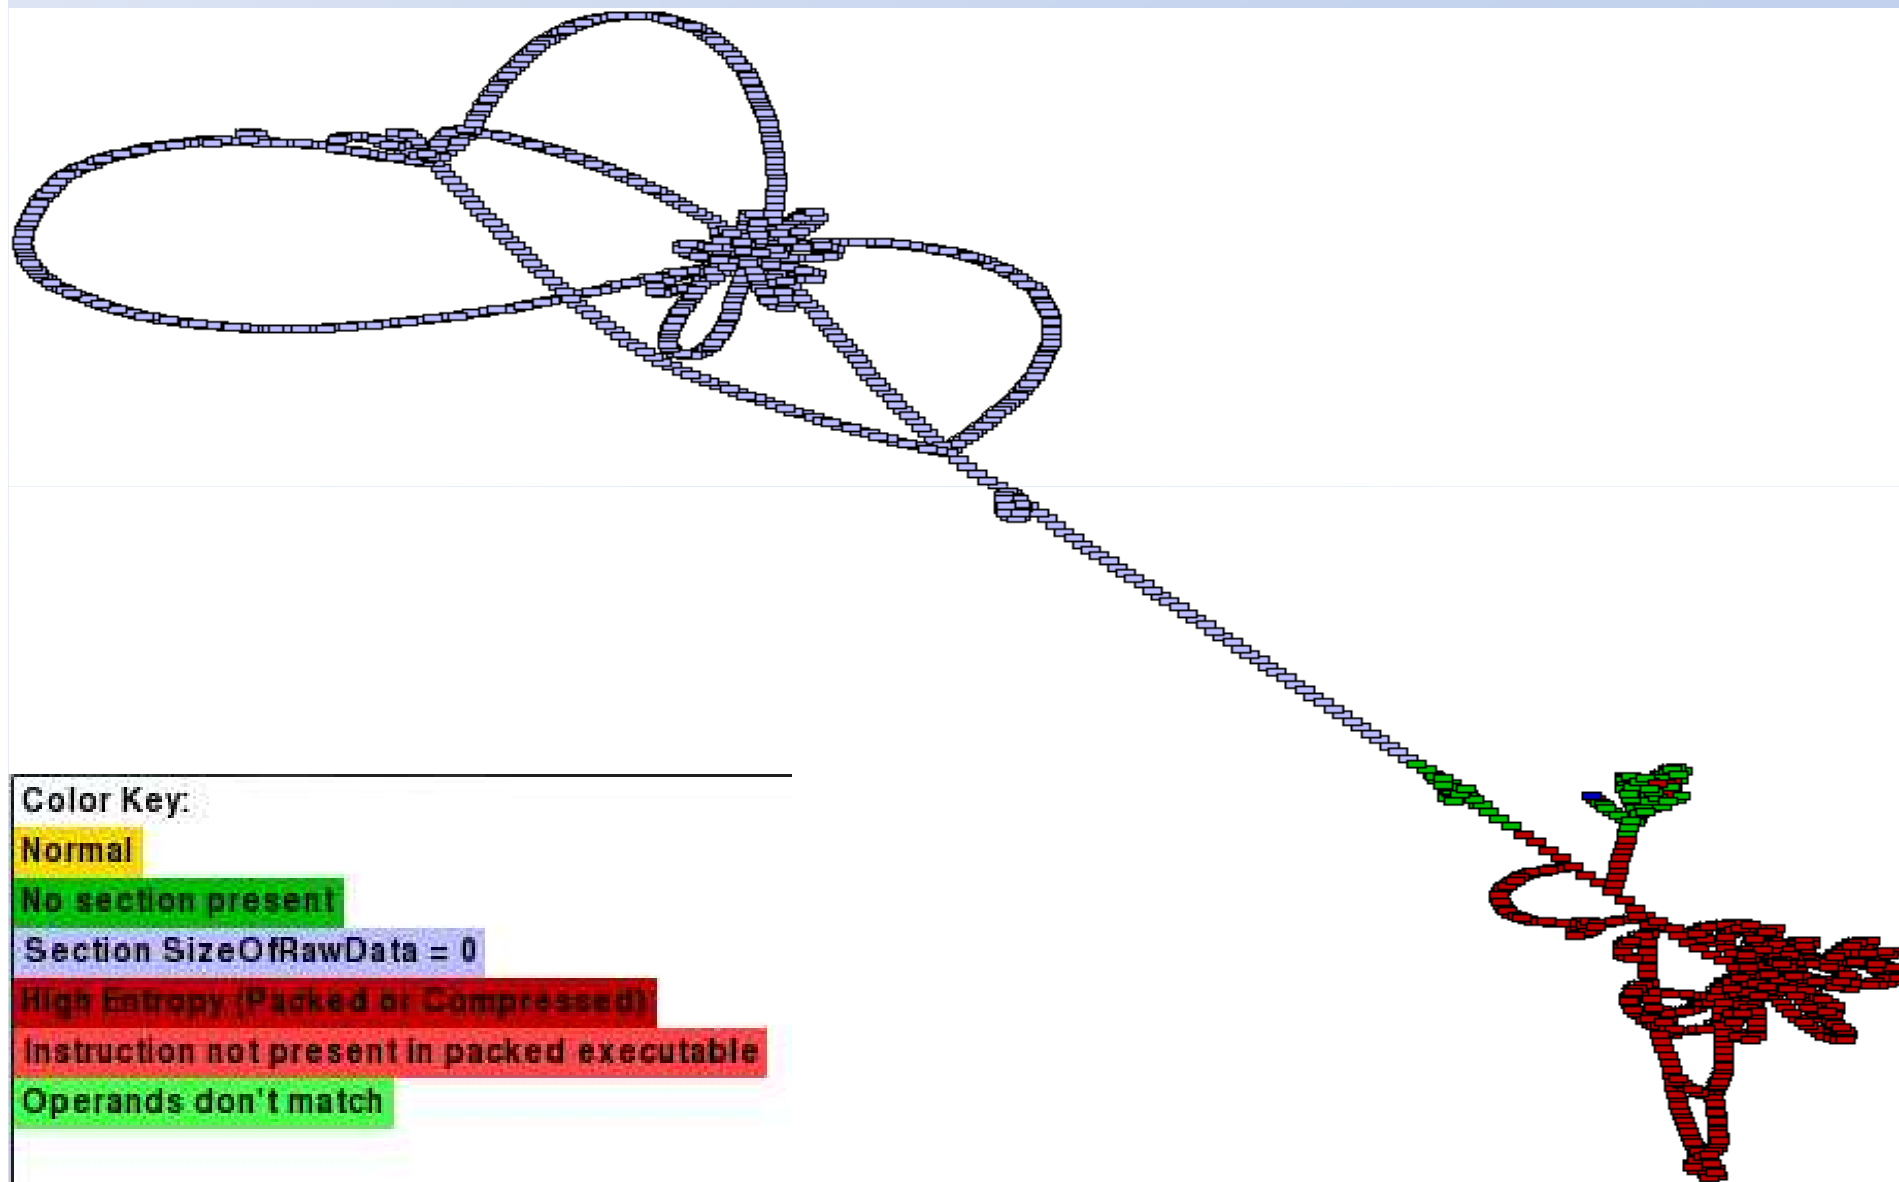 Color Key:
Normal
No section present
Section SizeOfRawData = 0
High Entropy (Packed or Compressed)
Instruction not present in packed executable
Operands don't match